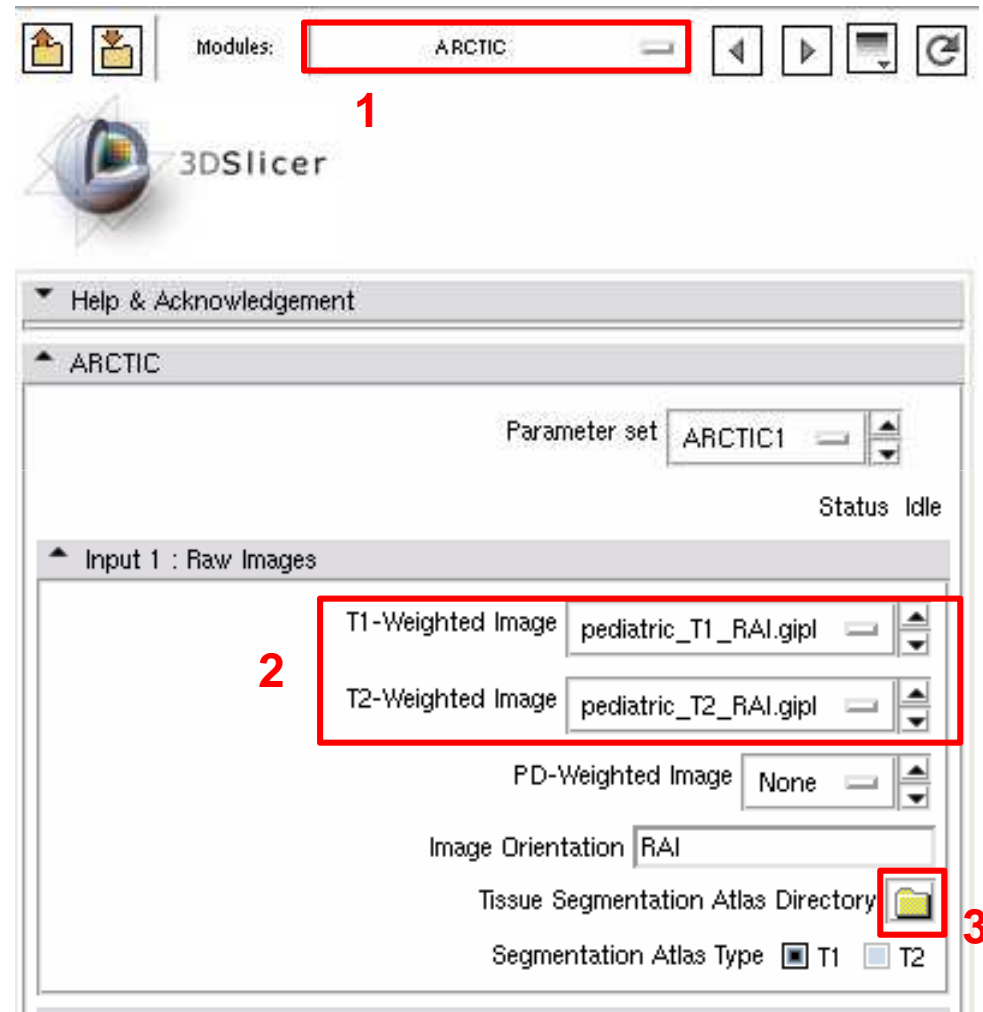 Modules: ARCTIC
1
3DSlicer
Help & Acknowledgement
ARCTIC
Parameter set ARCTIC1
Status Idle
Input 1 : Raw Images
T1-Weighted Image pediatric_T1_RAI.gipl
2
T2-Weighted Image pediatric_T2_RAI.gipl
PD-Weighted Image None
Image Orientation RAI
Tissue Segmentation Atlas Directory
3
Segmentation Atlas Type T1 T2